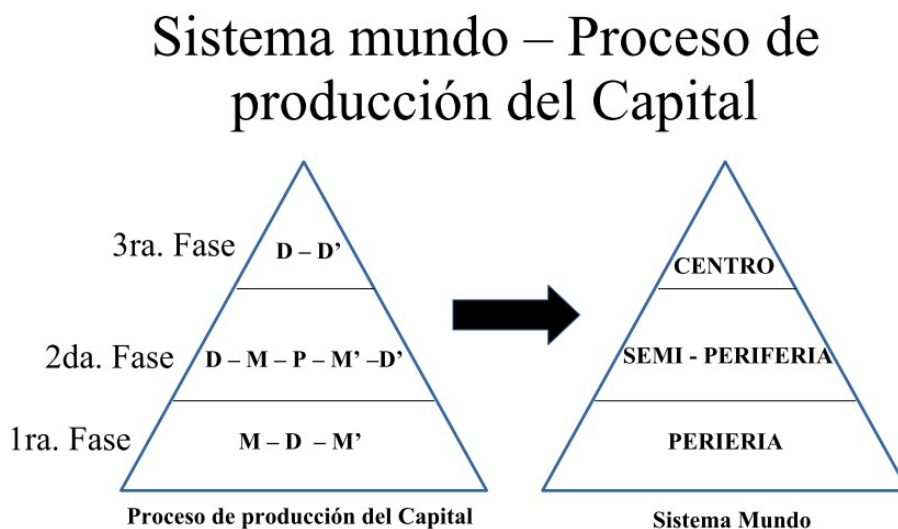 Sistema mundo – Proceso de
producción del Capital
3ra. Fase
D – D’
2da. Fase
D – M – P – M’ –D’
1ra. Fase
M – D – M’
Proceso de producción del Capital
CENTRO
SEMI - PERIFERIA
PERIERIA
Sistema Mundo